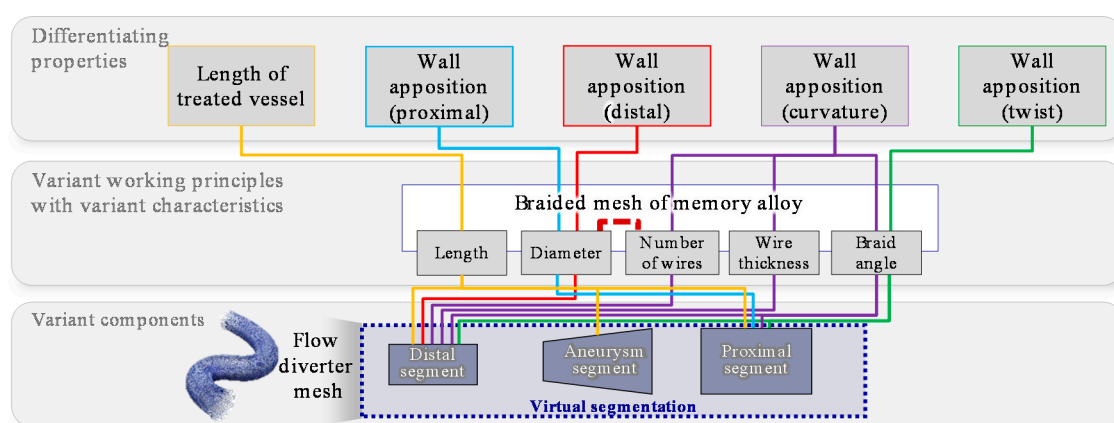 Differentiating
properties
Length of
treated vessel
Wall
apposition
(proximal)
Wall
apposition
(distal)
Wall
apposition
(curvature)
Wall
apposition
(twist)
Variant working principles
with variant characteristics
Braided mesh of memory alloy
Length
Diameter
Number
of wires
Wire
thickness
Braid
angle
Variant components
Flow
diverter
mesh
Distal
segment
Aneurysm
segment
Proximal
segment
Virtual segmentation